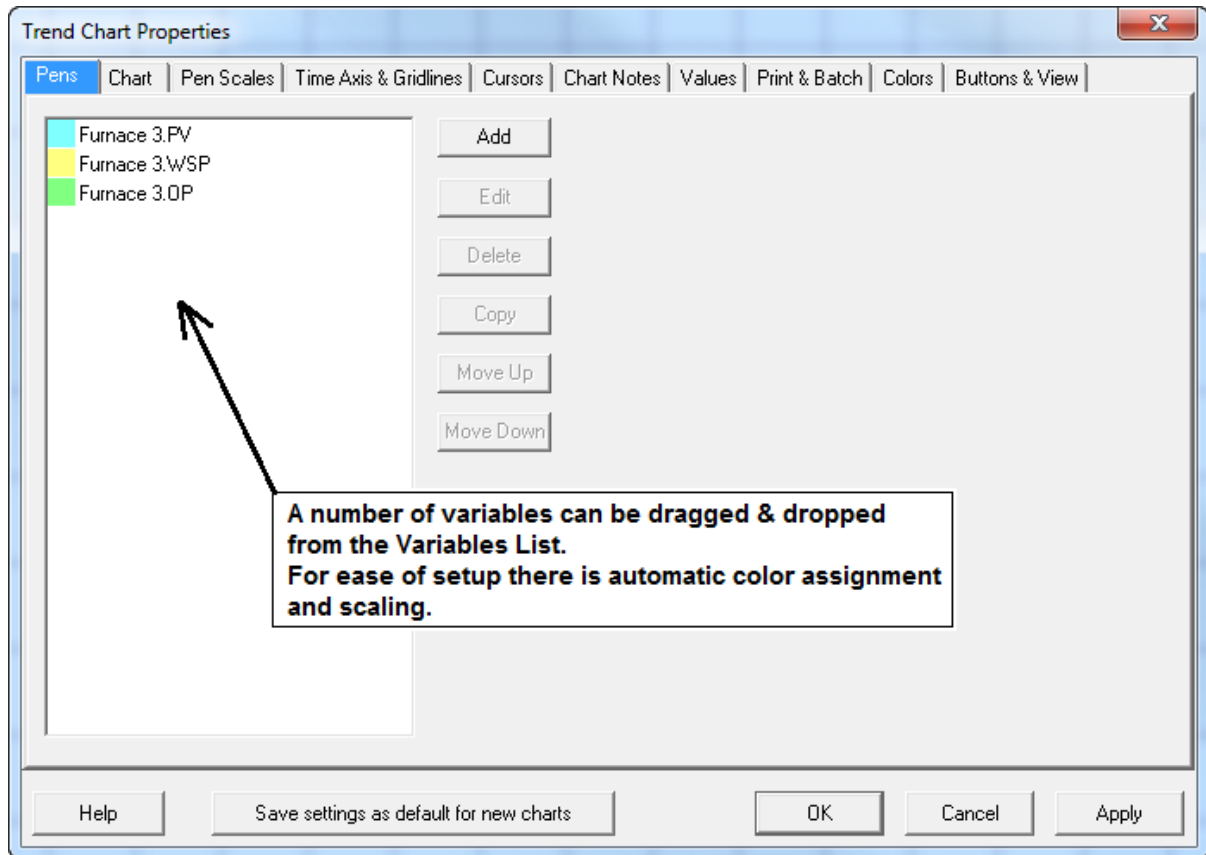 Trend Chart Properties
Pens Chart Pen Scales Time Axis & Gridlines Cursors Chart Notes Values Print & Batch Colors Buttons & View
Furnace 3.PV
Furnace 3.WSP
Furnace 3.OP
Add
Edit
Delete
Copy
Move Up
Move Down
A number of variables can be dragged & dropped
from the Variables List.
For ease of setup there is automatic color assignment
and scaling.
Help Save settings as default for new charts OK Cancel Apply